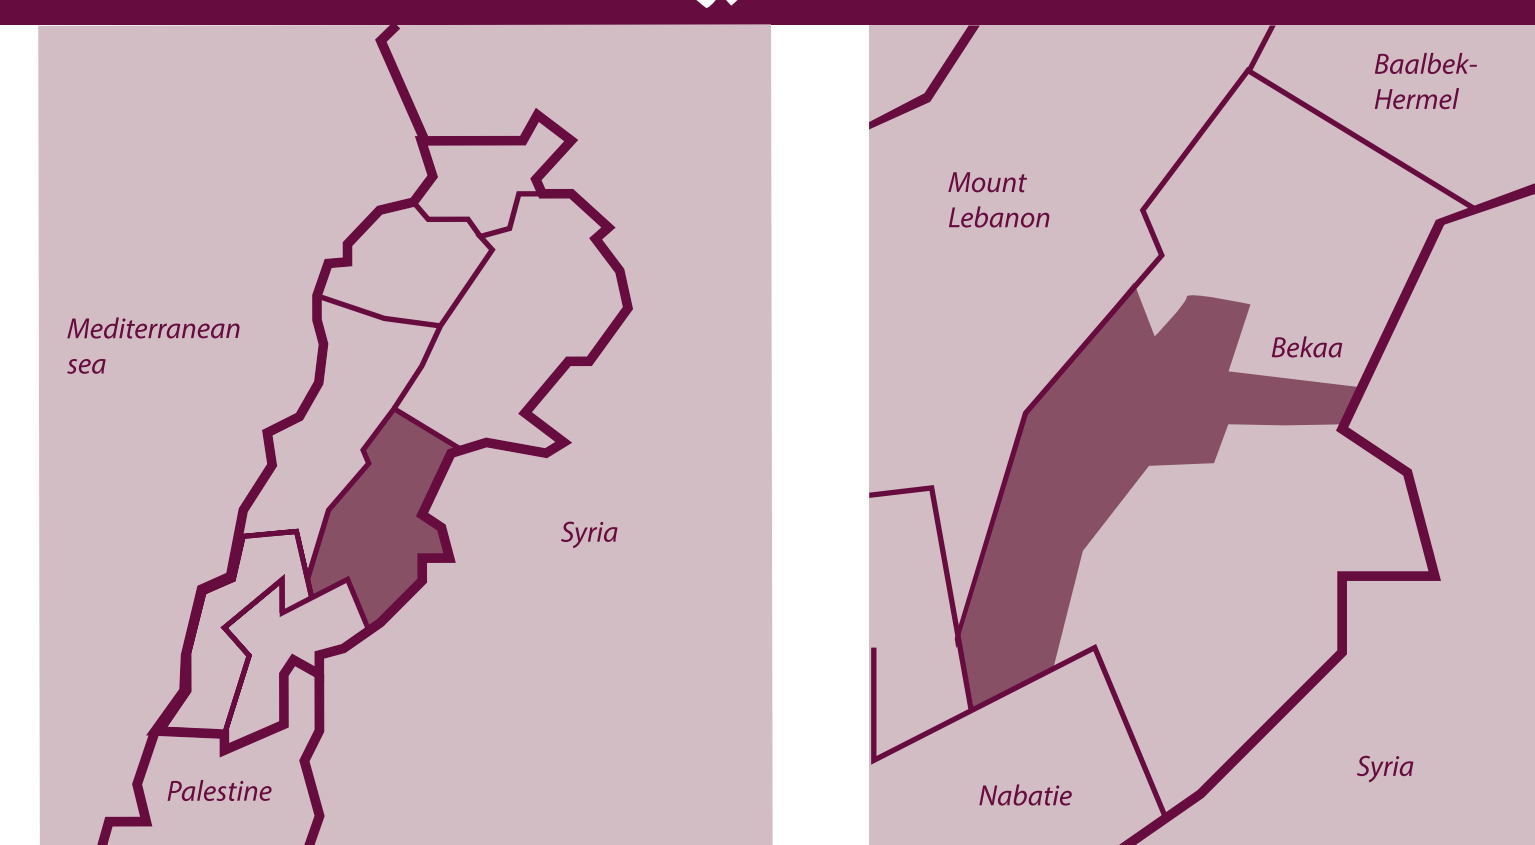 Mediterranean
sea
Syria
Palestine
Baalbek-
Hermel
Mount
Lebanon
Bekaa
Syria
Nabatie